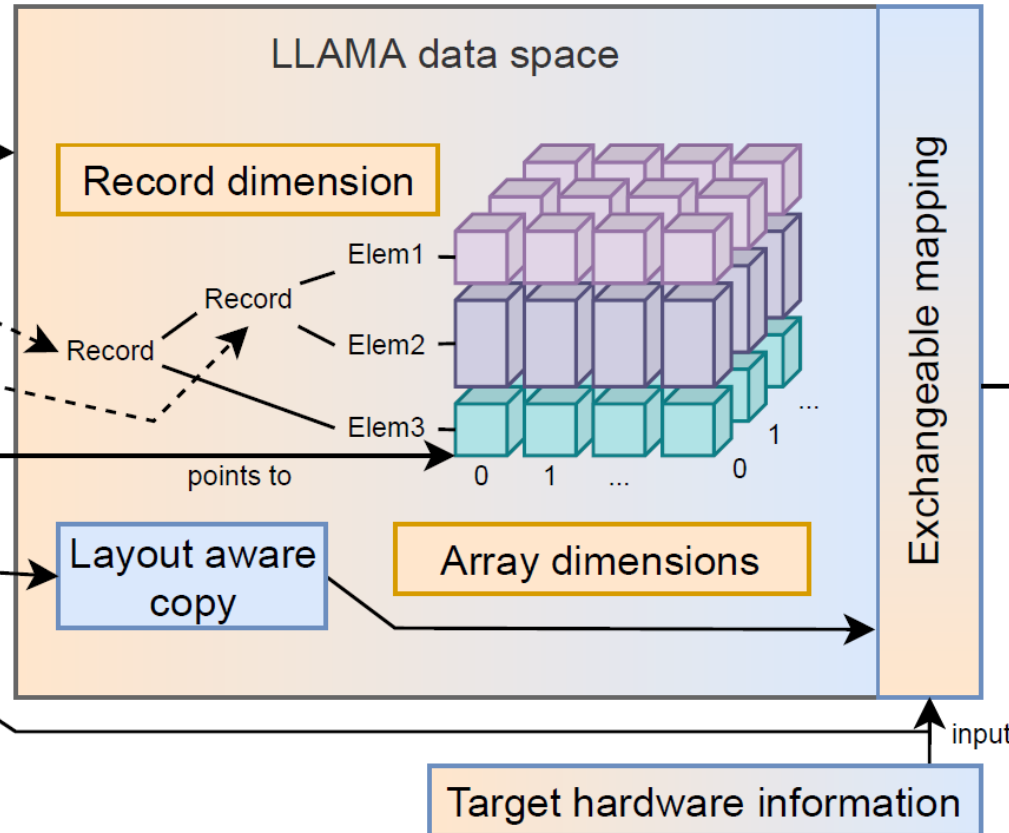 LLAMA data space
Record dimension
Elem1
Record
Record
Elem2
Elem3
points to
0
1
...
0
1
...
Layout aware
copy
Array dimensions
Exchangeable mapping
input
Target hardware information